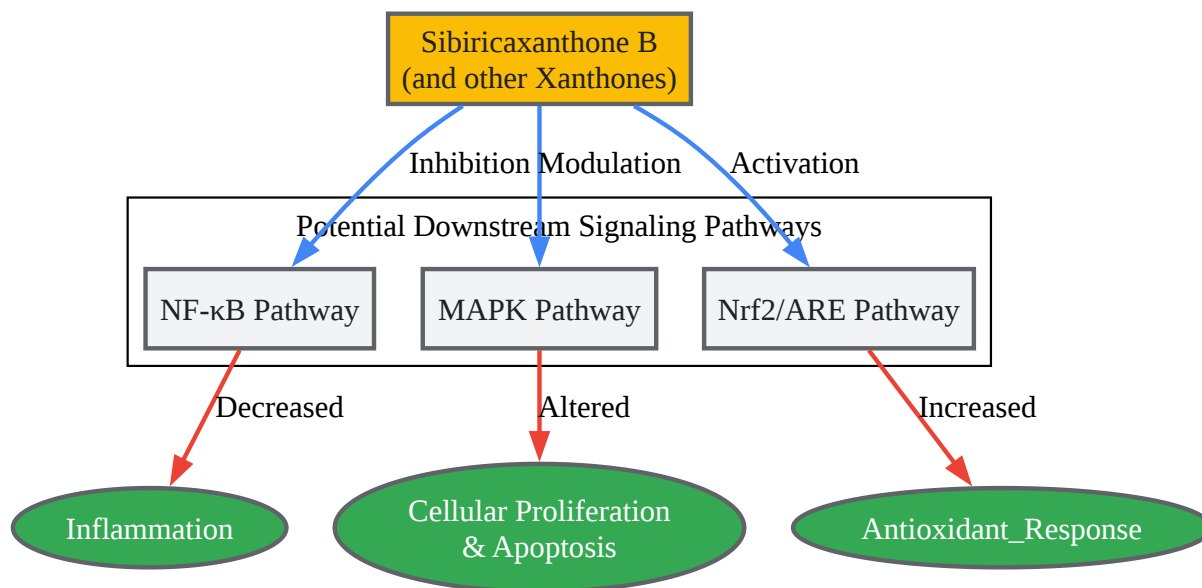 Sibiricaxanthone B
(and other Xanthones)
Inhibition
Modulation
Activation
Potential Downstream Signaling Pathways
NF-κB Pathway
MAPK Pathway
Nrf2/ARE Pathway
Decreased
Altered
Increased
Inflammation
Cellular Proliferation
& Apoptosis
Antioxidant_Response